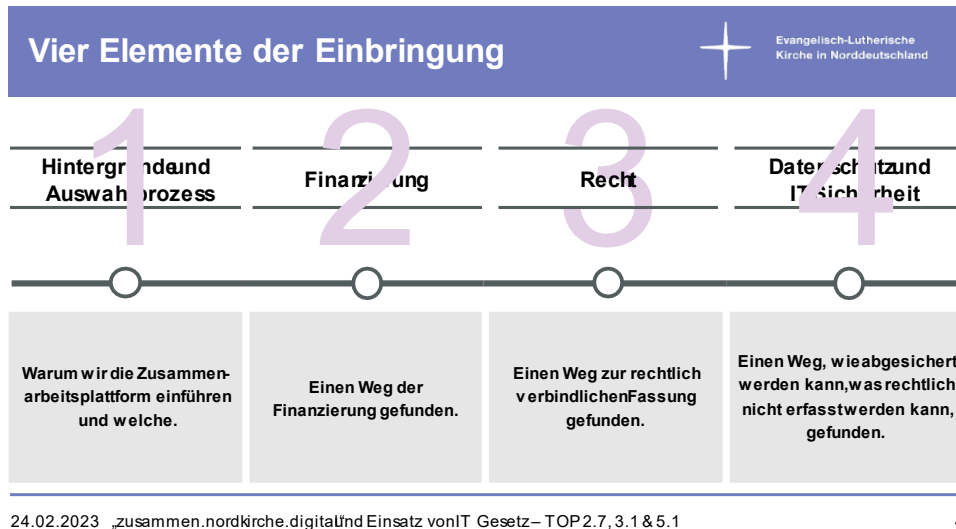 Vier Elemente der Einbringung
Evangelisch-Lutherische
Kirche in Norddeutschland
1
Hintergründe und
Auswahlprozess
2
Finanzierung
3
Recht
4
Datenschutz und
IT Sicherheit
Warum wir die Zusammen-
arbeitsplattform einführen
und welche.
Einen Weg der
Finanzierung gefunden.
Einen Weg zur rechtlich
verbindlichen Fassung
gefunden.
Einen Weg, wie abgesichert
werden kann, was rechtlich
nicht erfasst werden kann,
gefunden.
24.02.2023 „zusammen.nordkirche.digital“ und Einsatz von IT Gesetz – TOP 2.7, 3.1 & 5.1